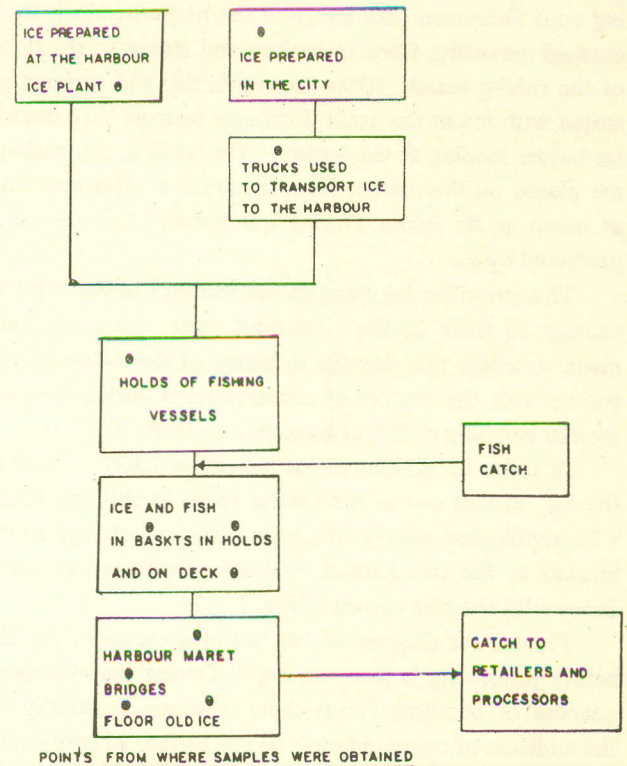 ICE PREPARED
AT THE HARBOUR
ICE PLANT ⊗
⊗
ICE PREPARED
IN THE CITY
⊗
TRUCKS USED
TO TRANSPORT ICE
TO THE HARBOUR
⊗
HOLDS OF FISHING
VESSELS
FISH
CATCH
ICE AND FISH
⊗ ⊗
IN BASKTS IN HOLDS
AND ON DECK ⊗
⊗
HARBOUR MARET
⊗
BRIDGES
⊗ ⊗
FLOOR OLD ICE
CATCH TO
RETAILERS AND
PROCESSORS
POINTS FROM WHERE SAMPLES WERE OBTAINED